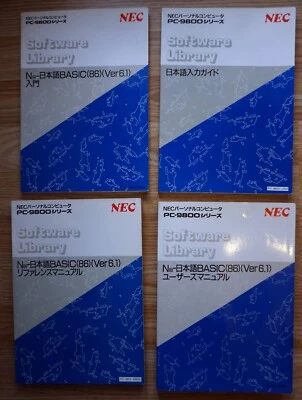 NECパーソナルコンピュータ
PC-9800シリーズ
NEC
Software
Library
N88-日本語BASIC(86)(Ver6.1)
入門
NECパーソナルコンピュータ
PC-9800シリーズ
NEC
Software
Library
日本語入力ガイド
NECパーソナルコンピュータ
PC-9800シリーズ
NEC
Software
Library
N88-日本語BASIC(86)(Ver6.1)
リファレンスマニュアル
NECパーソナルコンピュータ
PC-9800シリーズ
NEC
Software
Library
N88-日本語BASIC(86)(Ver6.1)
ユーザーズマニュアル